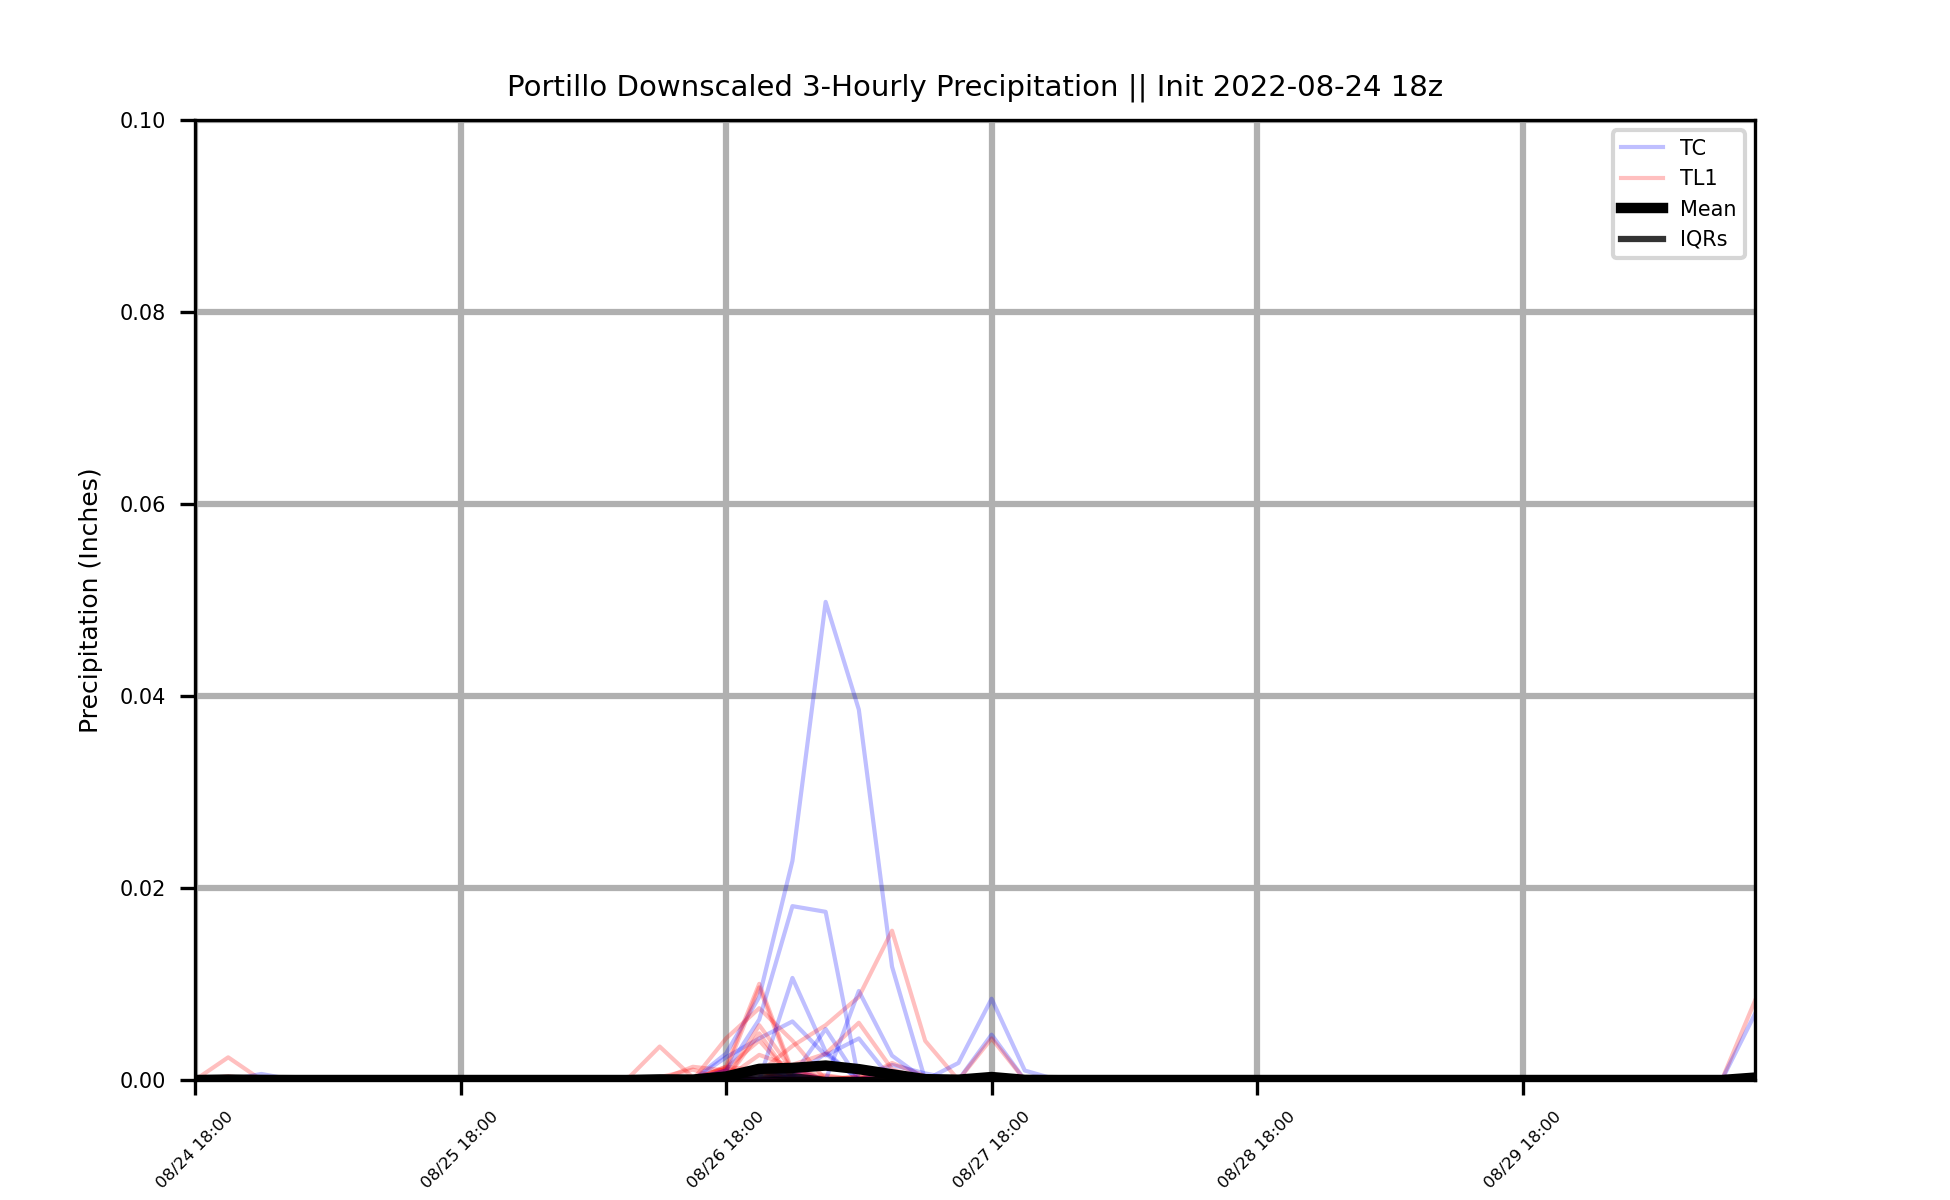 Portillo Downscaled 3-Hourly Precipitation || Init 2022-08-24 18z
0.10
0.08
0.06
0.04
0.02
0.00
Precipitation (Inches)
TC
TL1
Mean
IQRs
08/24 18:00
08/25 18:00
08/26 18:00
08/27 18:00
08/28 18:00
08/29 18:00